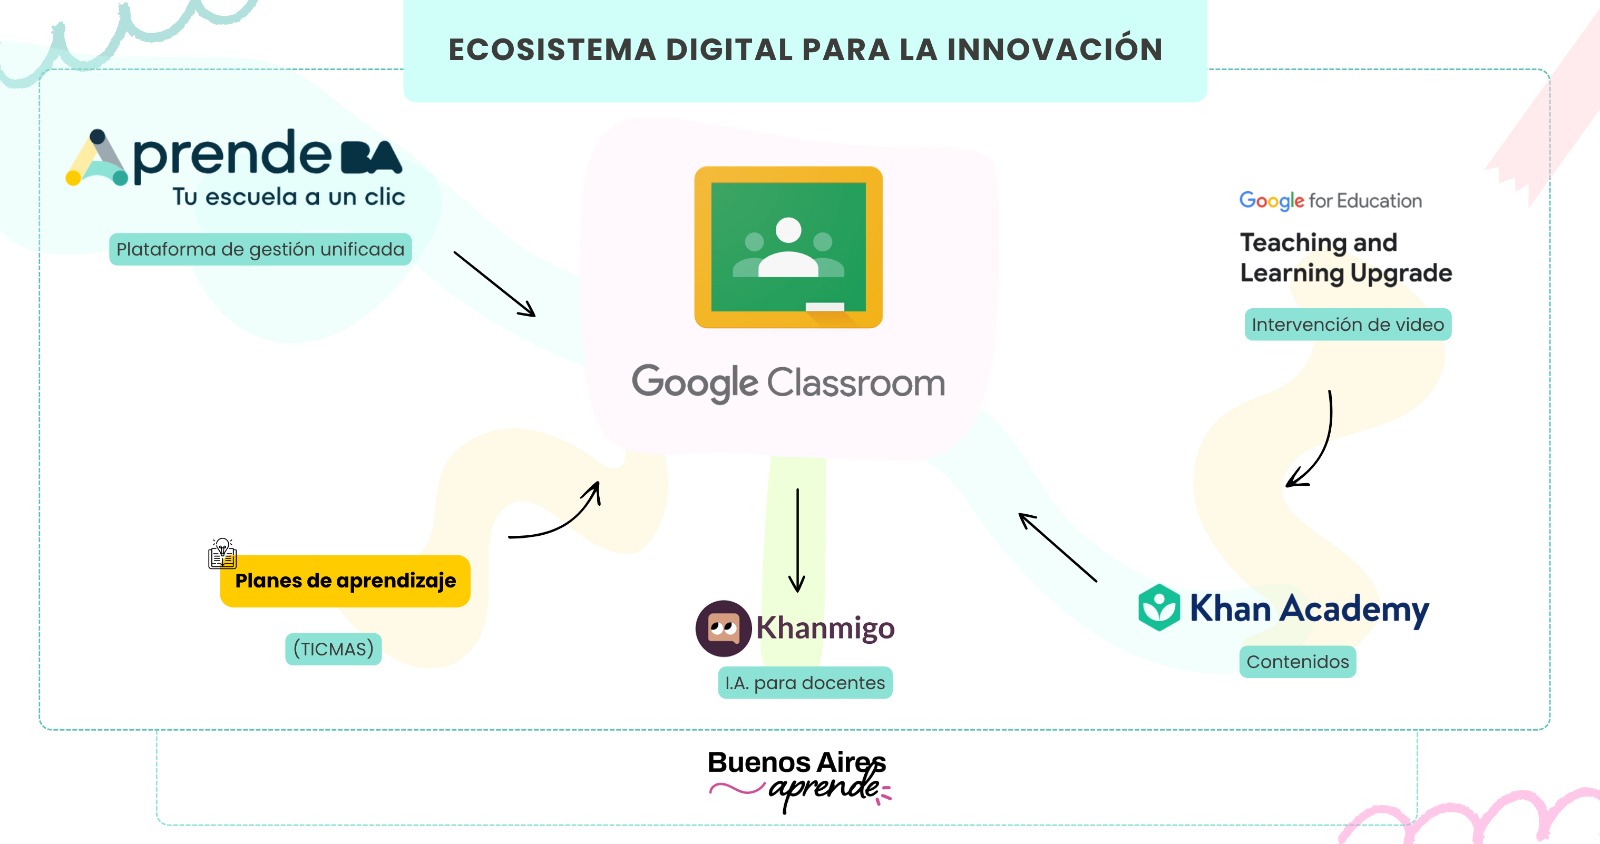 ECOSISTEMA DIGITAL PARA LA INNOVACIÓN
Aprende BA
Tu escuela a un clic
Plataforma de gestión unificada
Google Classroom
Google for Education
Teaching and
Learning Upgrade
Intervención de video
Planes de aprendizaje
(TICMAS)
Khanmigo
I.A. para docentes
Khan Academy
Contenidos
Buenos Aires
aprende